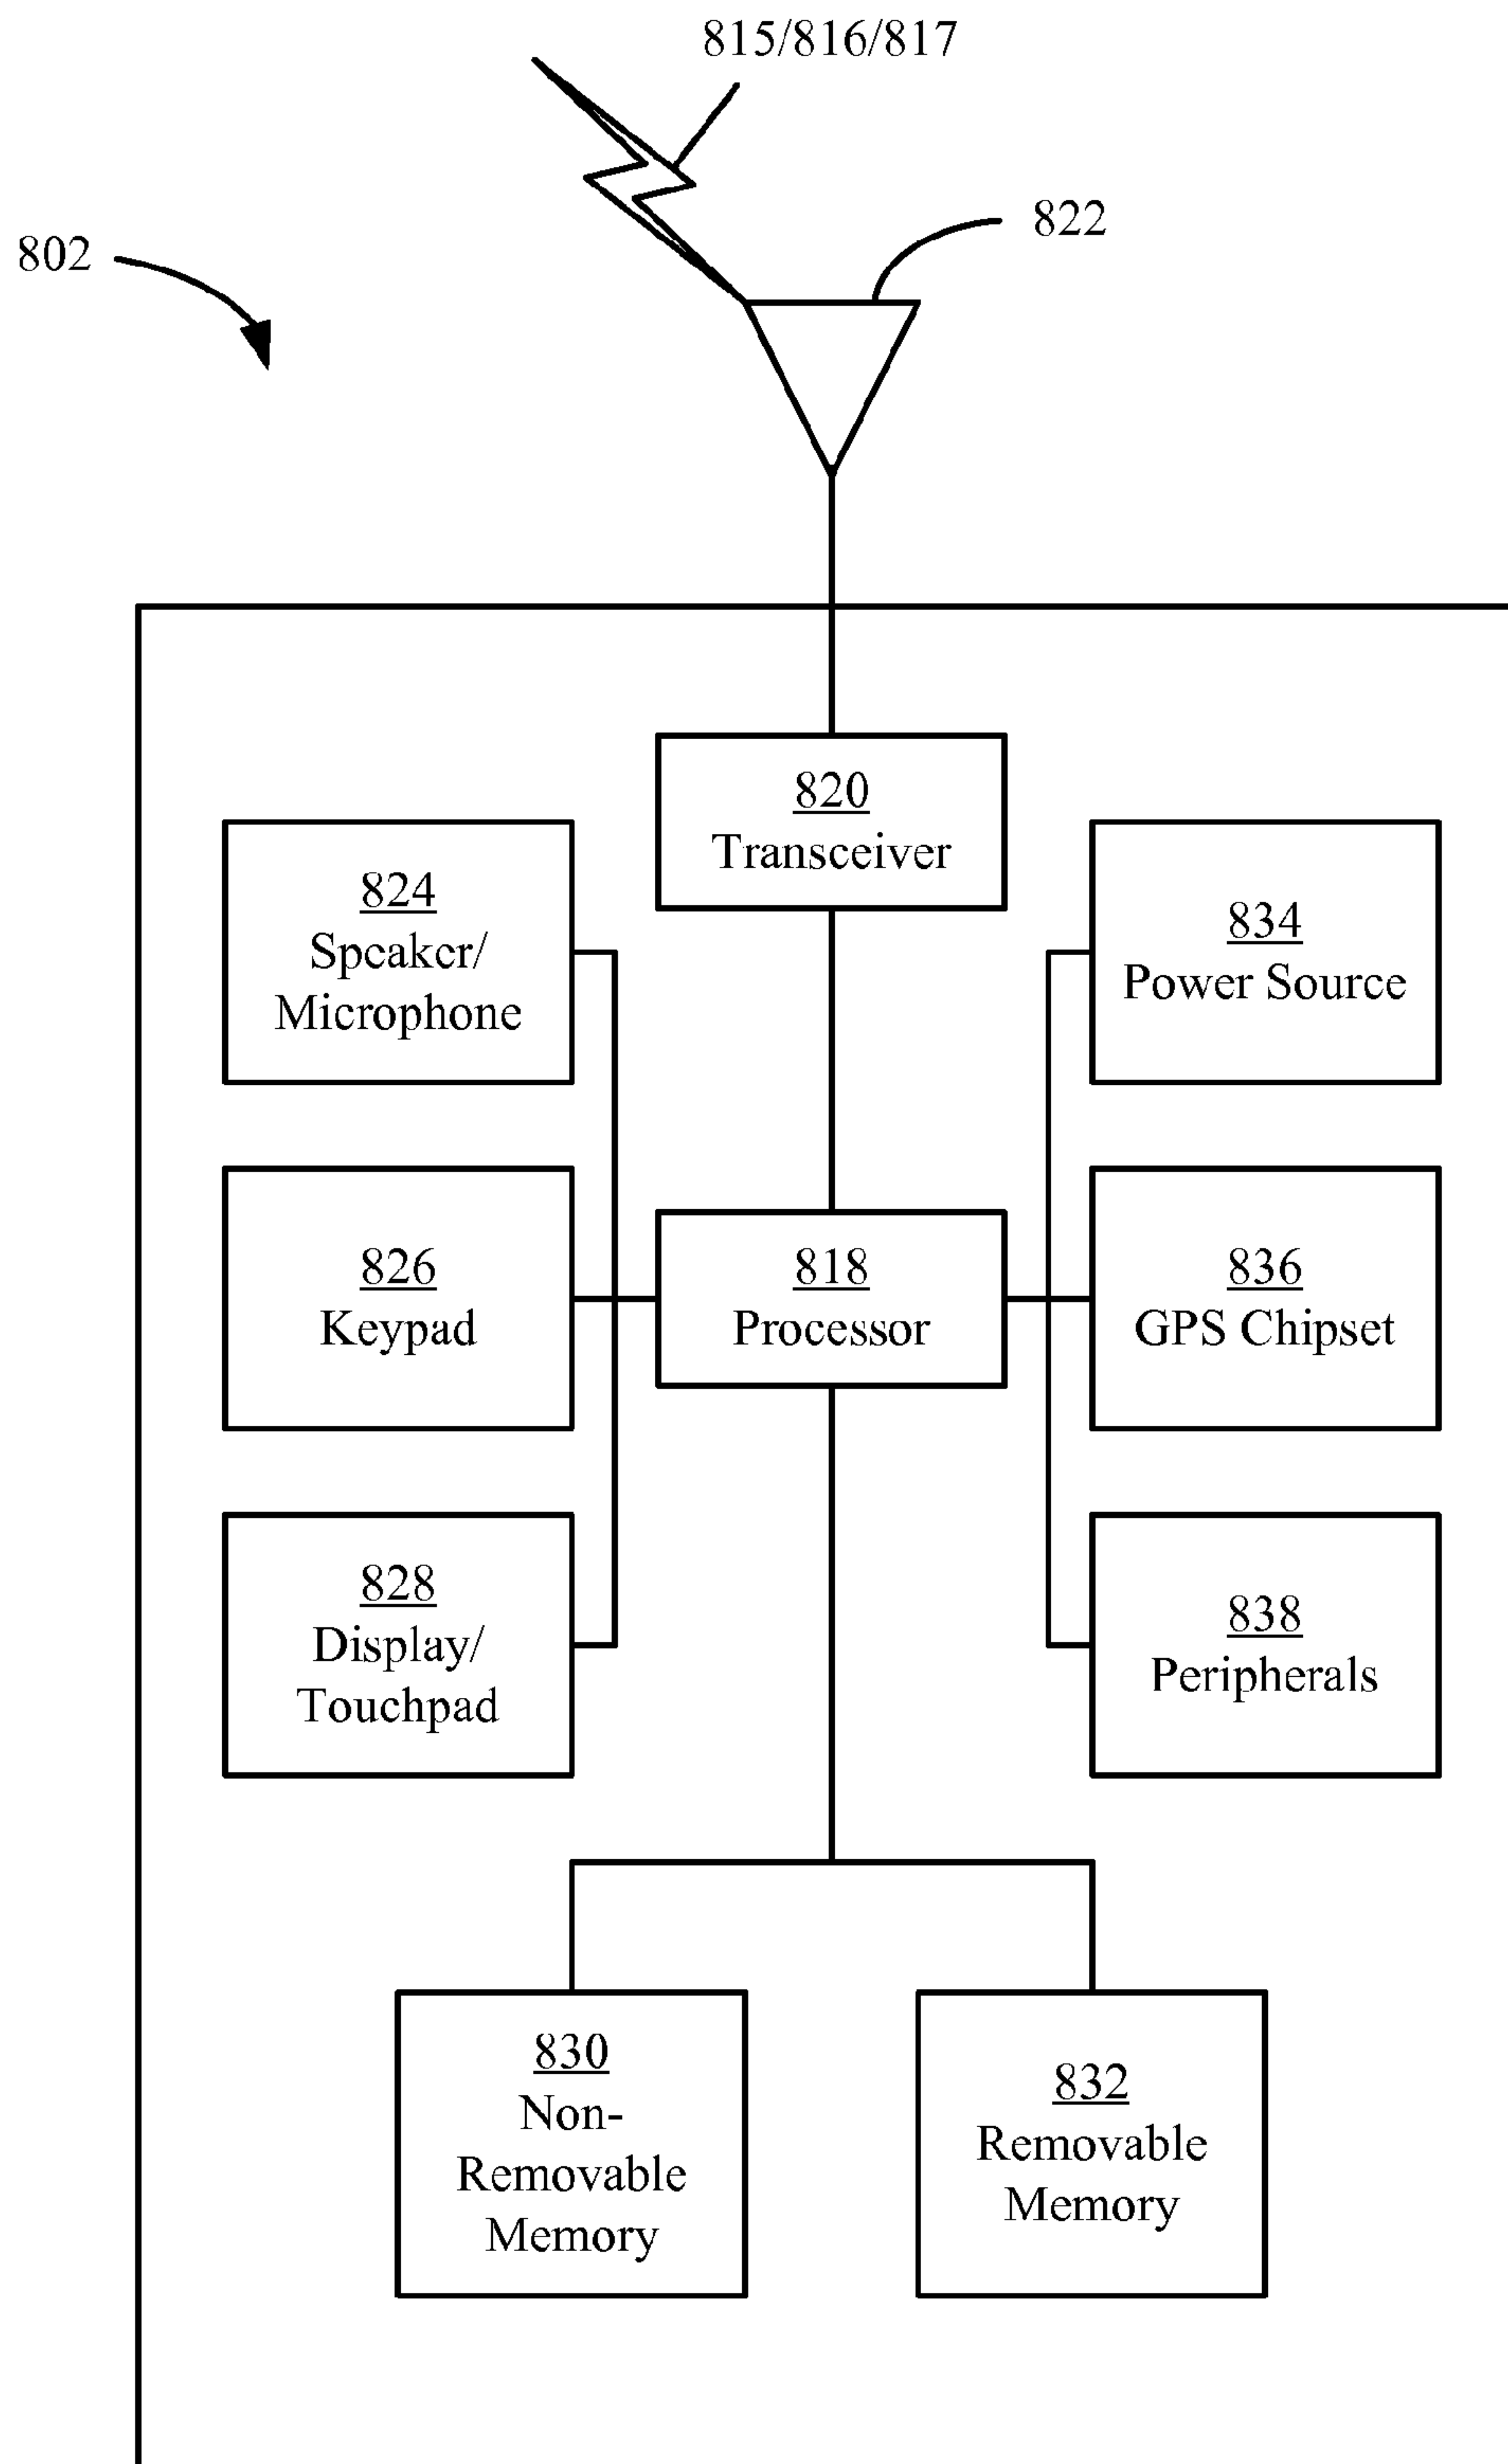 815/816/817
822
802
820
Transceiver
824
Speaker/
Microphone
834
Power Source
826
Keypad
818
Processor
836
GPS Chipset
828
Display/
Touchpad
838
Peripherals
830
Non-
Removable
Memory
832
Removable
Memory